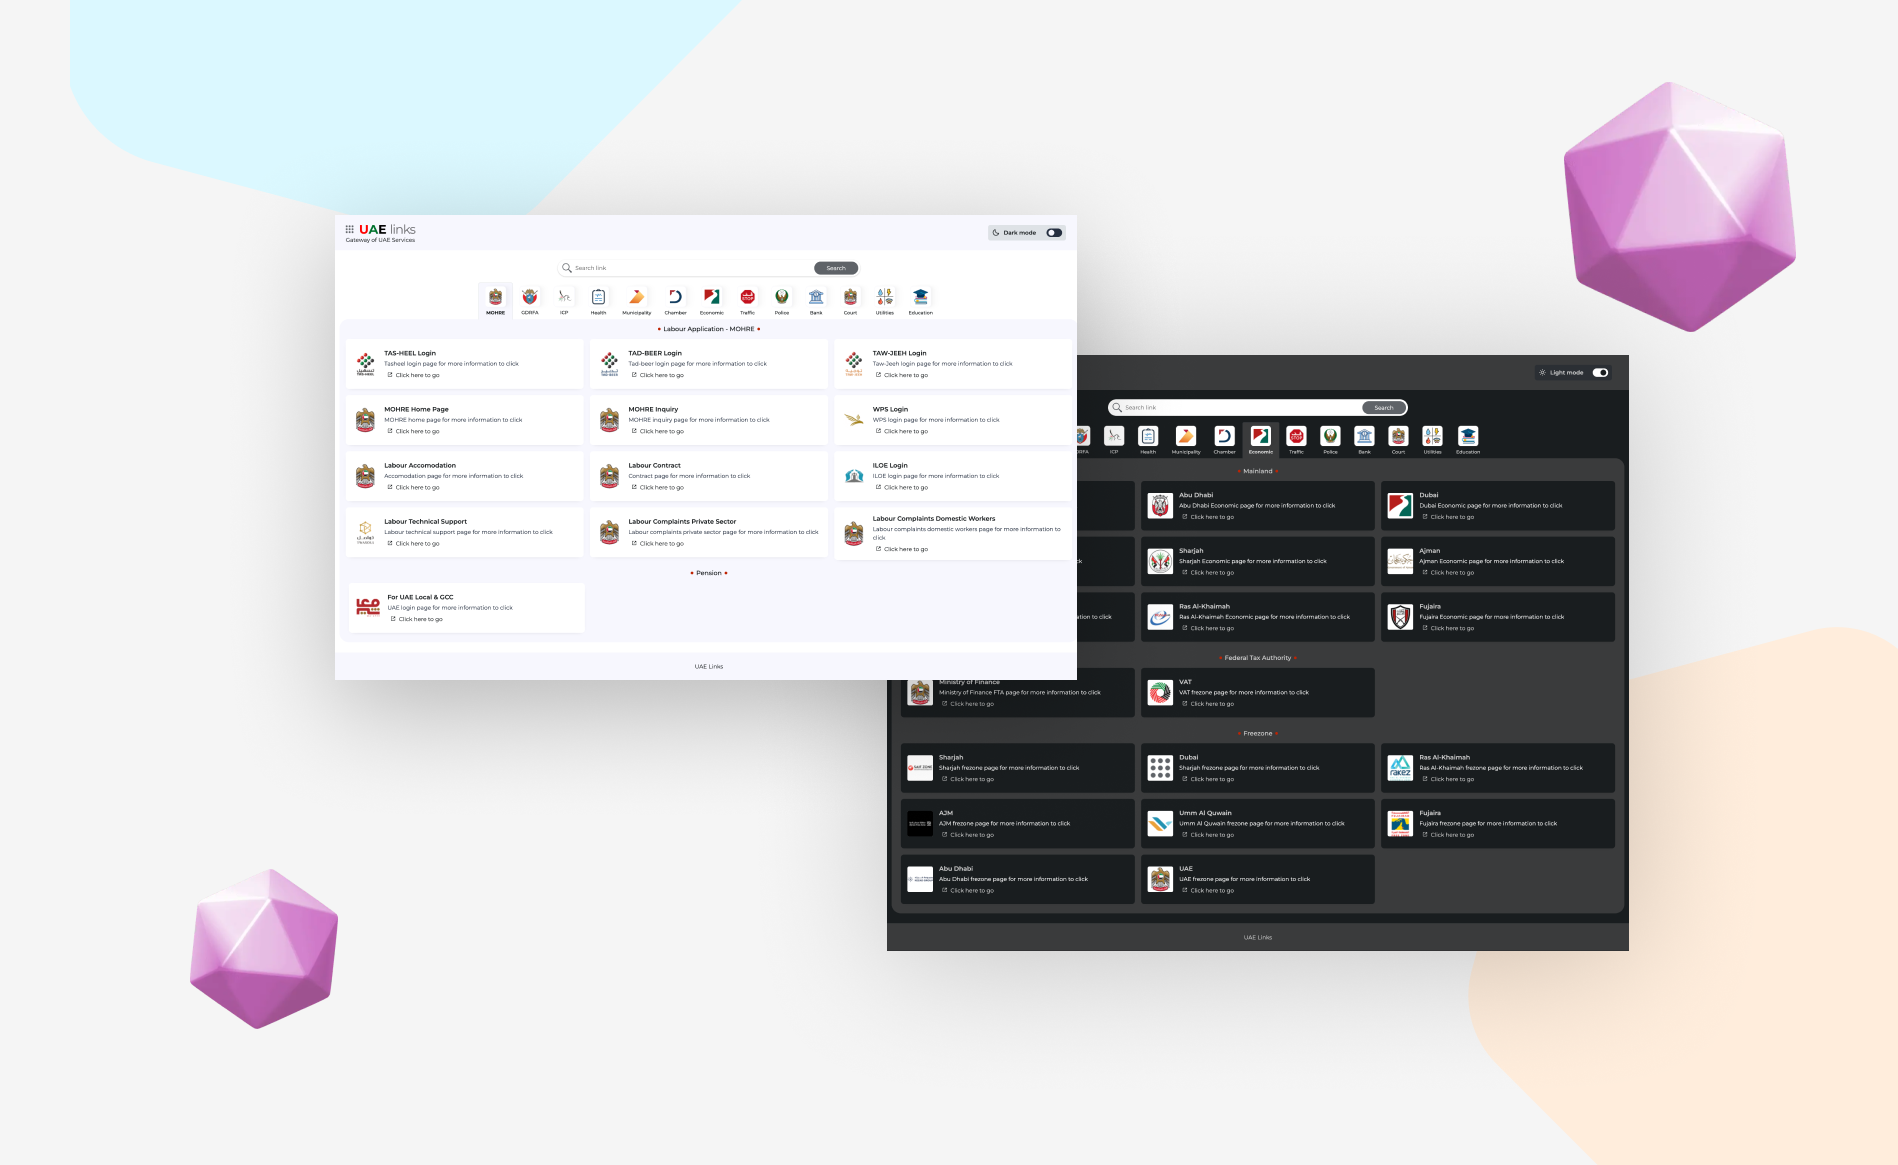 UAE links
Gateway of UAE Services
Dark mode
Search link
Search
MOHRE
GDRFA
ICP
Health
Municipality
Chamber
Economic
Traffic
Police
Bank
Court
Utilities
Education
• Labour Application - MOHRE •
TAS-HEEL Login
Tasheel login page for more information to click
Click here to go
TAD-BEER Login
Tad-beer login page for more information to click
Click here to go
TAW-JEEH Login
Taw-Jeeh login page for more information to click
Click here to go
MOHRE Home Page
MOHRE home page for more information to click
Click here to go
MOHRE Inquiry
MOHRE inquiry page for more information to click
Click here to go
WPS Login
WPS login page for more information to click
Click here to go
Labour Accomodation
Accomodation page for more information to click
Click here to go
Labour Contract
Contract page for more information to click
Click here to go
ILOE Login
ILOE login page for more information to click
Click here to go
Labour Technical Support
Labour technical support page for more information to click
Click here to go
Labour Complaints Private Sector
Labour complaints private sector page for more information to click
Click here to go
Labour Complaints Domestic Workers
Labour complaints domestic workers page for more information to
click
Click here to go
• Pension •
For UAE Local & GCC
UAE login page for more information to click
Click here to go
UAE Links
Light mode
Search link
Search
ICP
Health
Municipality
Chamber
Economic
Traffic
Police
Bank
Court
Utilities
Education
• Mainland •
Abu Dhabi
Abu Dhabi Economic page for more information to click
Click here to go
Dubai
Dubai Economic page for more information to click
Click here to go
Sharjah
Sharjah Economic page for more information to click
Click here to go
Ajman
Ajman Economic page for more information to click
Click here to go
to click
Ras Al-Khaimah
Ras Al-Khaimah Economic page for more information to click
Click here to go
Fujaira
Fujaira Economic page for more information to click
Click here to go
• Federal Tax Authority •
Ministry of Finance
Ministry of Finance FTA page for more information to click
Click here to go
VAT
VAT frezone page for more information to click
Click here to go
• Freezone •
Sharjah
Sharjah frezone page for more information to click
Click here to go
Dubai
Sharjah frezone page for more information to click
Click here to go
rakez
Ras Al-Khaimah
Ras Al-Khaimah frezone page for more information to click
Click here to go
AJM
AJM frezone page for more information to click
Click here to go
Umm Al Quwain
Umm Al Quwain frezone page for more information to click
Click here to go
Fujaira
Fujaira frezone page for more information to click
Click here to go
Abu Dhabi
Abu Dhabi frezone page for more information to click
Click here to go
UAE
UAE frezone page for more information to click
Click here to go
UAE Links